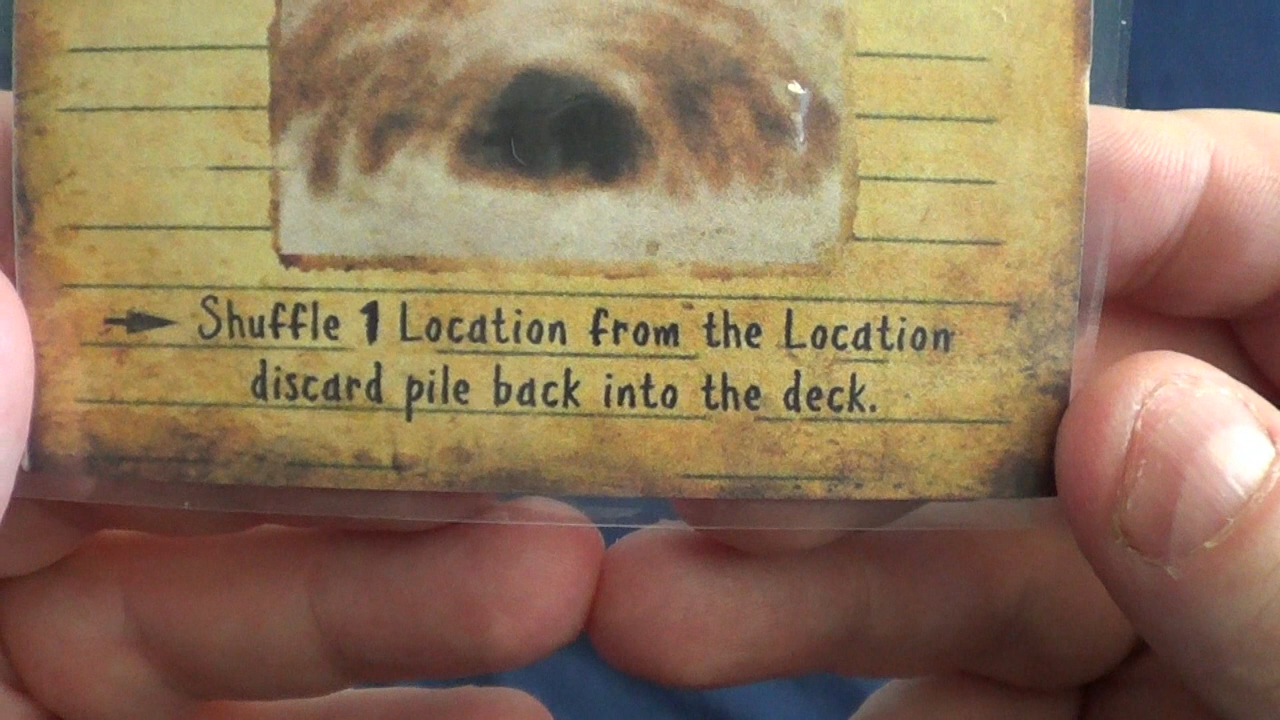 Shuffle 1 Location from the Location
discard pile back into the deck.